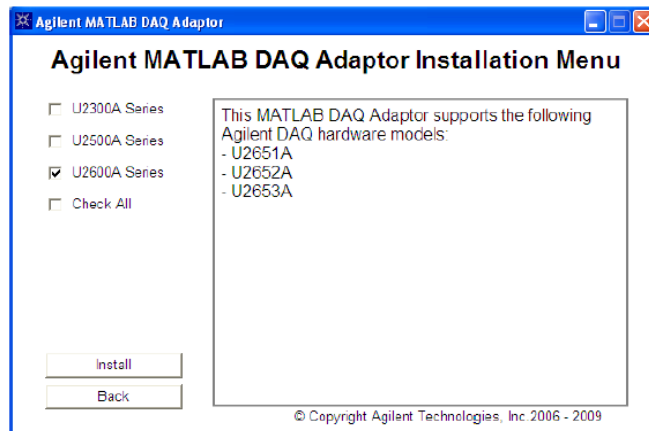 Agilent MATLAB DAQ Adaptor
Agilent MATLAB DAQ Adaptor Installation Menu
U2300A Series
U2500A Series
U2600A Series
Check All
This MATLAB DAQ Adaptor supports the following
Agilent DAQ hardware models:
- U2651A
- U2652A
- U2653A
Install
Back
© Copyright Agilent Technologies, Inc.2006 - 2009